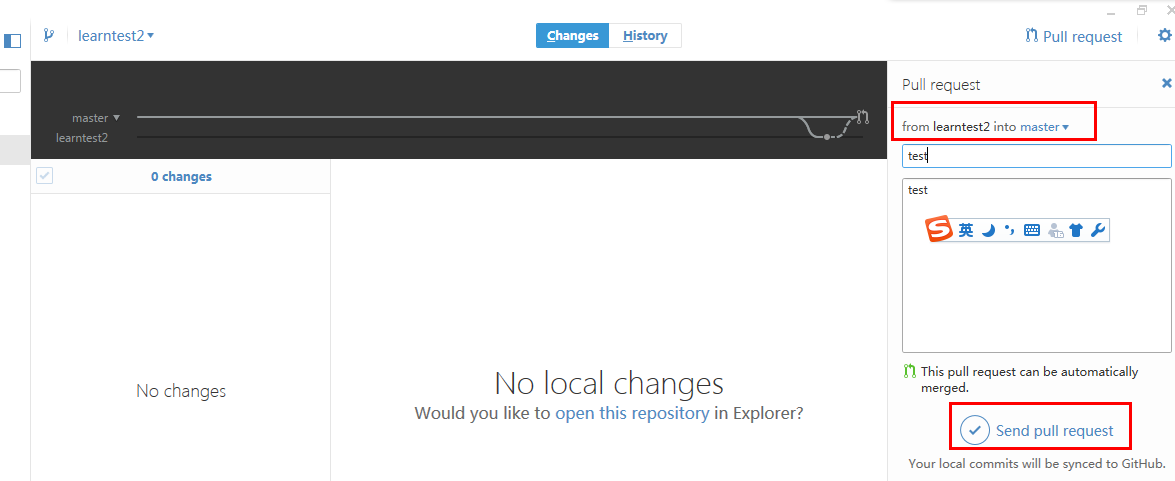 learntest2
Changes
History
Pull request
master
learntest2
Pull request
from learntest2 into master
test
test
英
0 changes
No changes
No local changes
Would you like to open this repository in Explorer?
This pull request can be automatically
merged.
Send pull request
Your local commits will be synced to GitHub.